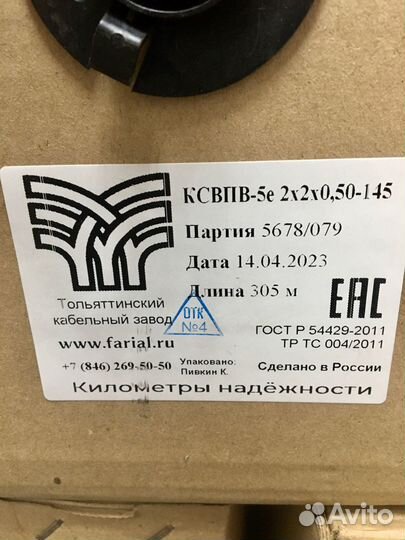 КСВПВ-5е 2х2х0,50-145
Партия 5678/079
Дата 14.04.2023
Длина 305 м
Тольяттинский
кабельный завод
ОТК
№4
EAC
ГОСТ Р 54429-2011
ТР ТС 004/2011
www.farial.ru
+7 (846) 269-50-50
Упаковано:
Пивкин К.
Сделано в России
Километры надёжности
Avito